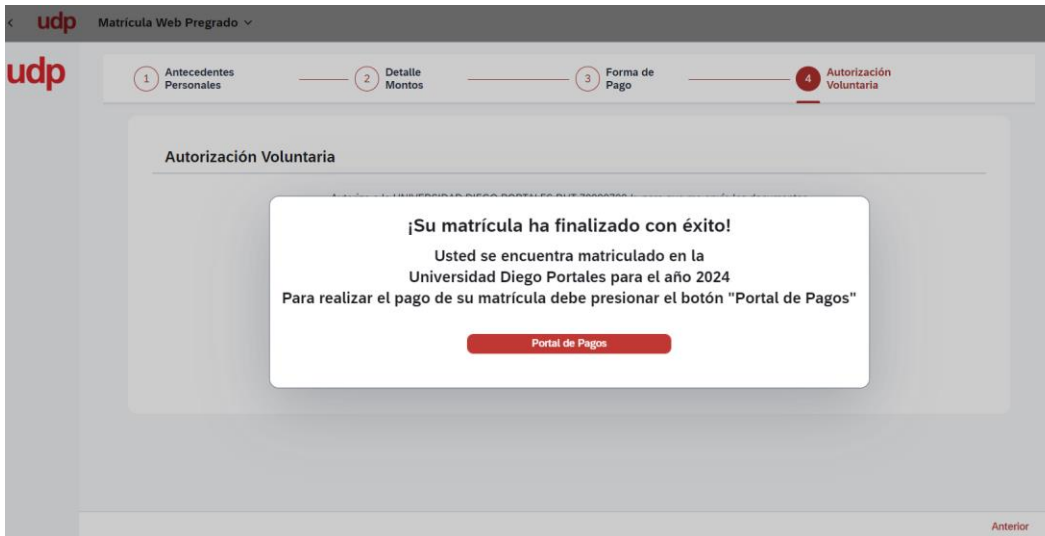 udp Matrícula Web Pregrado
udp
1 Antecedentes Personales
2 Detalle Montos
3 Forma de Pago
4 Autorización Voluntaria
Autorización Voluntaria
¡Su matrícula ha finalizado con éxito!
Usted se encuentra matriculado en la
Universidad Diego Portales para el año 2024
Para realizar el pago de su matrícula debe presionar el botón "Portal de Pagos"
Portal de Pagos
Anterior